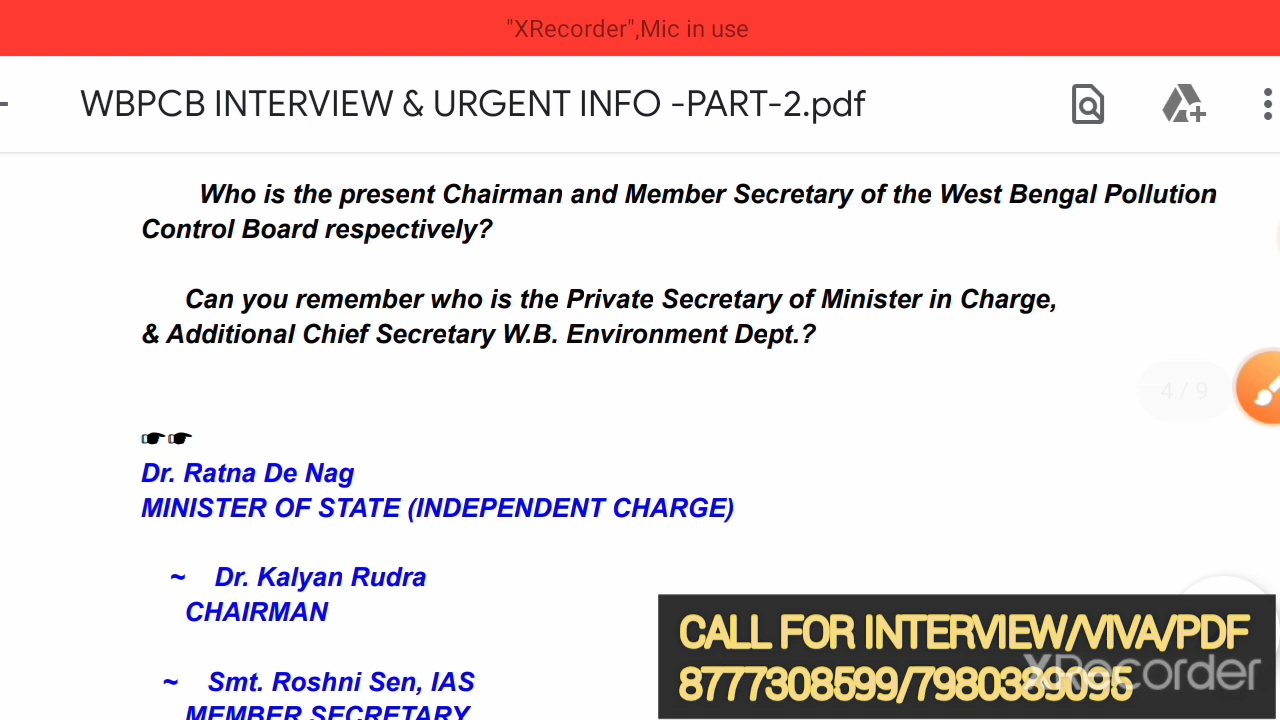 "XRecorder",Mic in use
WBPCB INTERVIEW & URGENT INFO -PART-2.pdf
Who is the present Chairman and Member Secretary of the West Bengal Pollution
Control Board respectively?
Can you remember who is the Private Secretary of Minister in Charge,
& Additional Chief Secretary W.B. Environment Dept.?
4 / 9
☛☛
Dr. Ratna De Nag
MINISTER OF STATE (INDEPENDENT CHARGE)
~ Dr. Kalyan Rudra
CHAIRMAN
~ Smt. Roshni Sen, IAS
MEMBER SECRETARY
CALL FOR INTERVIEW/VIVA/PDF
8777308599/7980389095
XRecorder